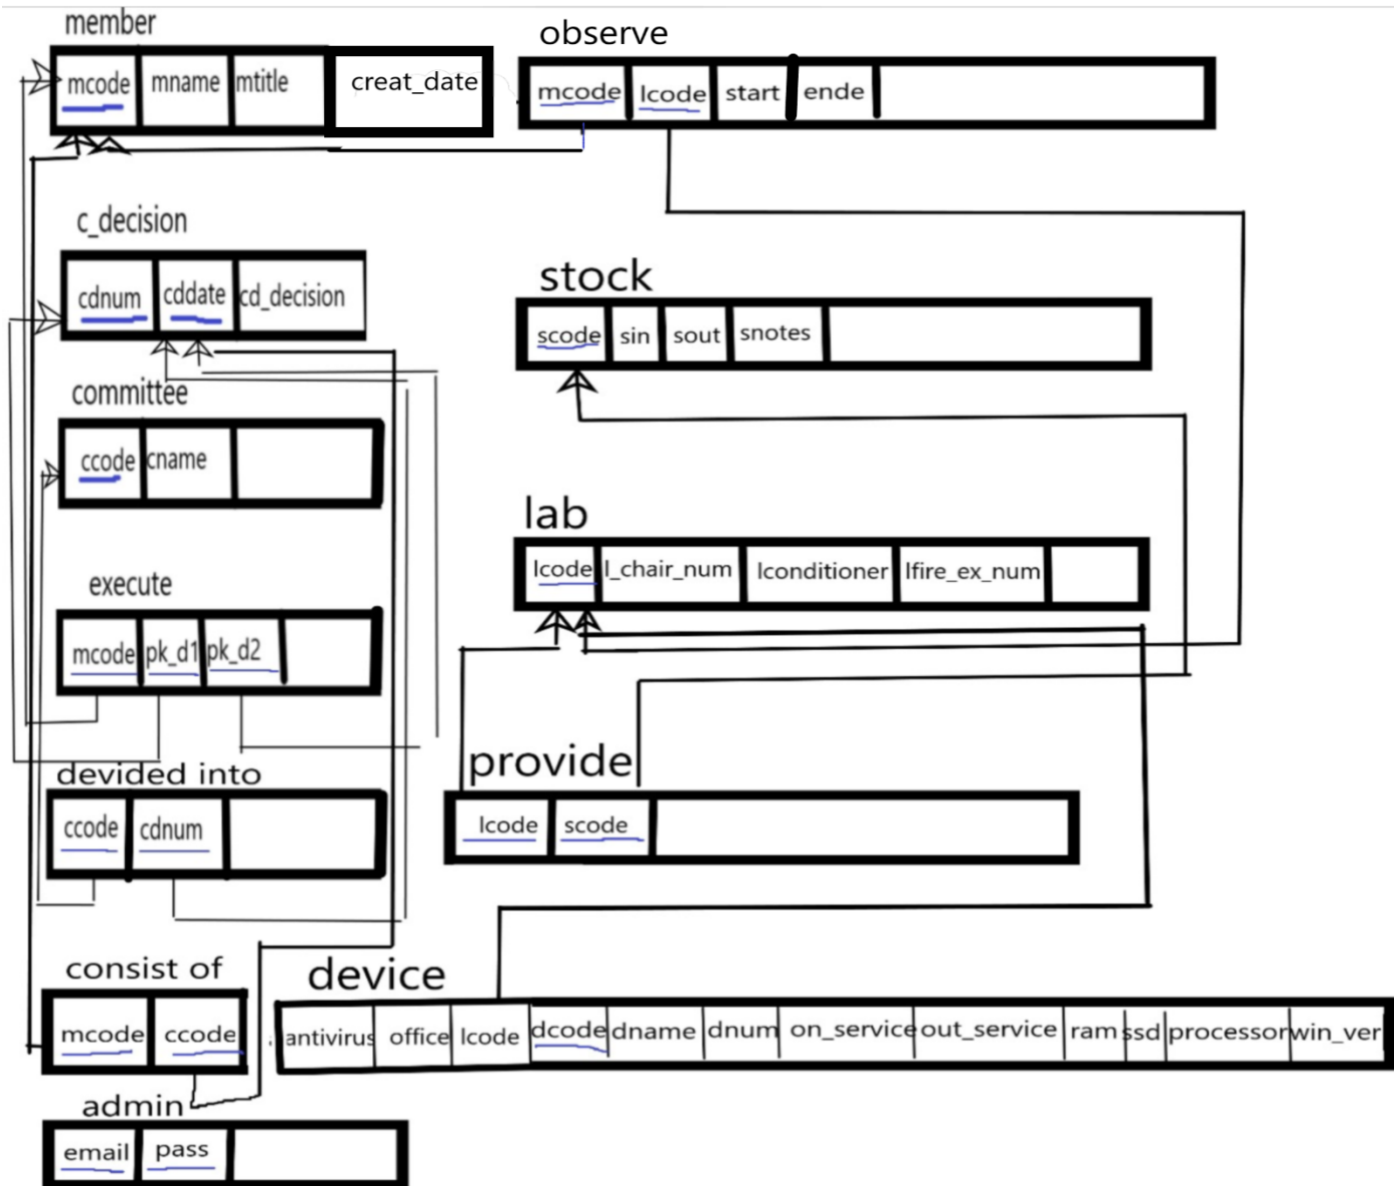 member
mcode mname mtitle creat_date
observe
mcode lcode start ende
c_decision
cdnum cddate cd_decision
stock
scode sin sout snotes
committee
ccode cname
lab
lcode l_chair_num lconditioner lfire_ex_num
execute
mcode pk_d1 pk_d2
provide
lcode scode
devided into
ccode cdnum
consist of
mcode ccode
device
antivirus office lcode dcode dname dnum on_service out_service ram ssd processor win_ver
admin
email pass